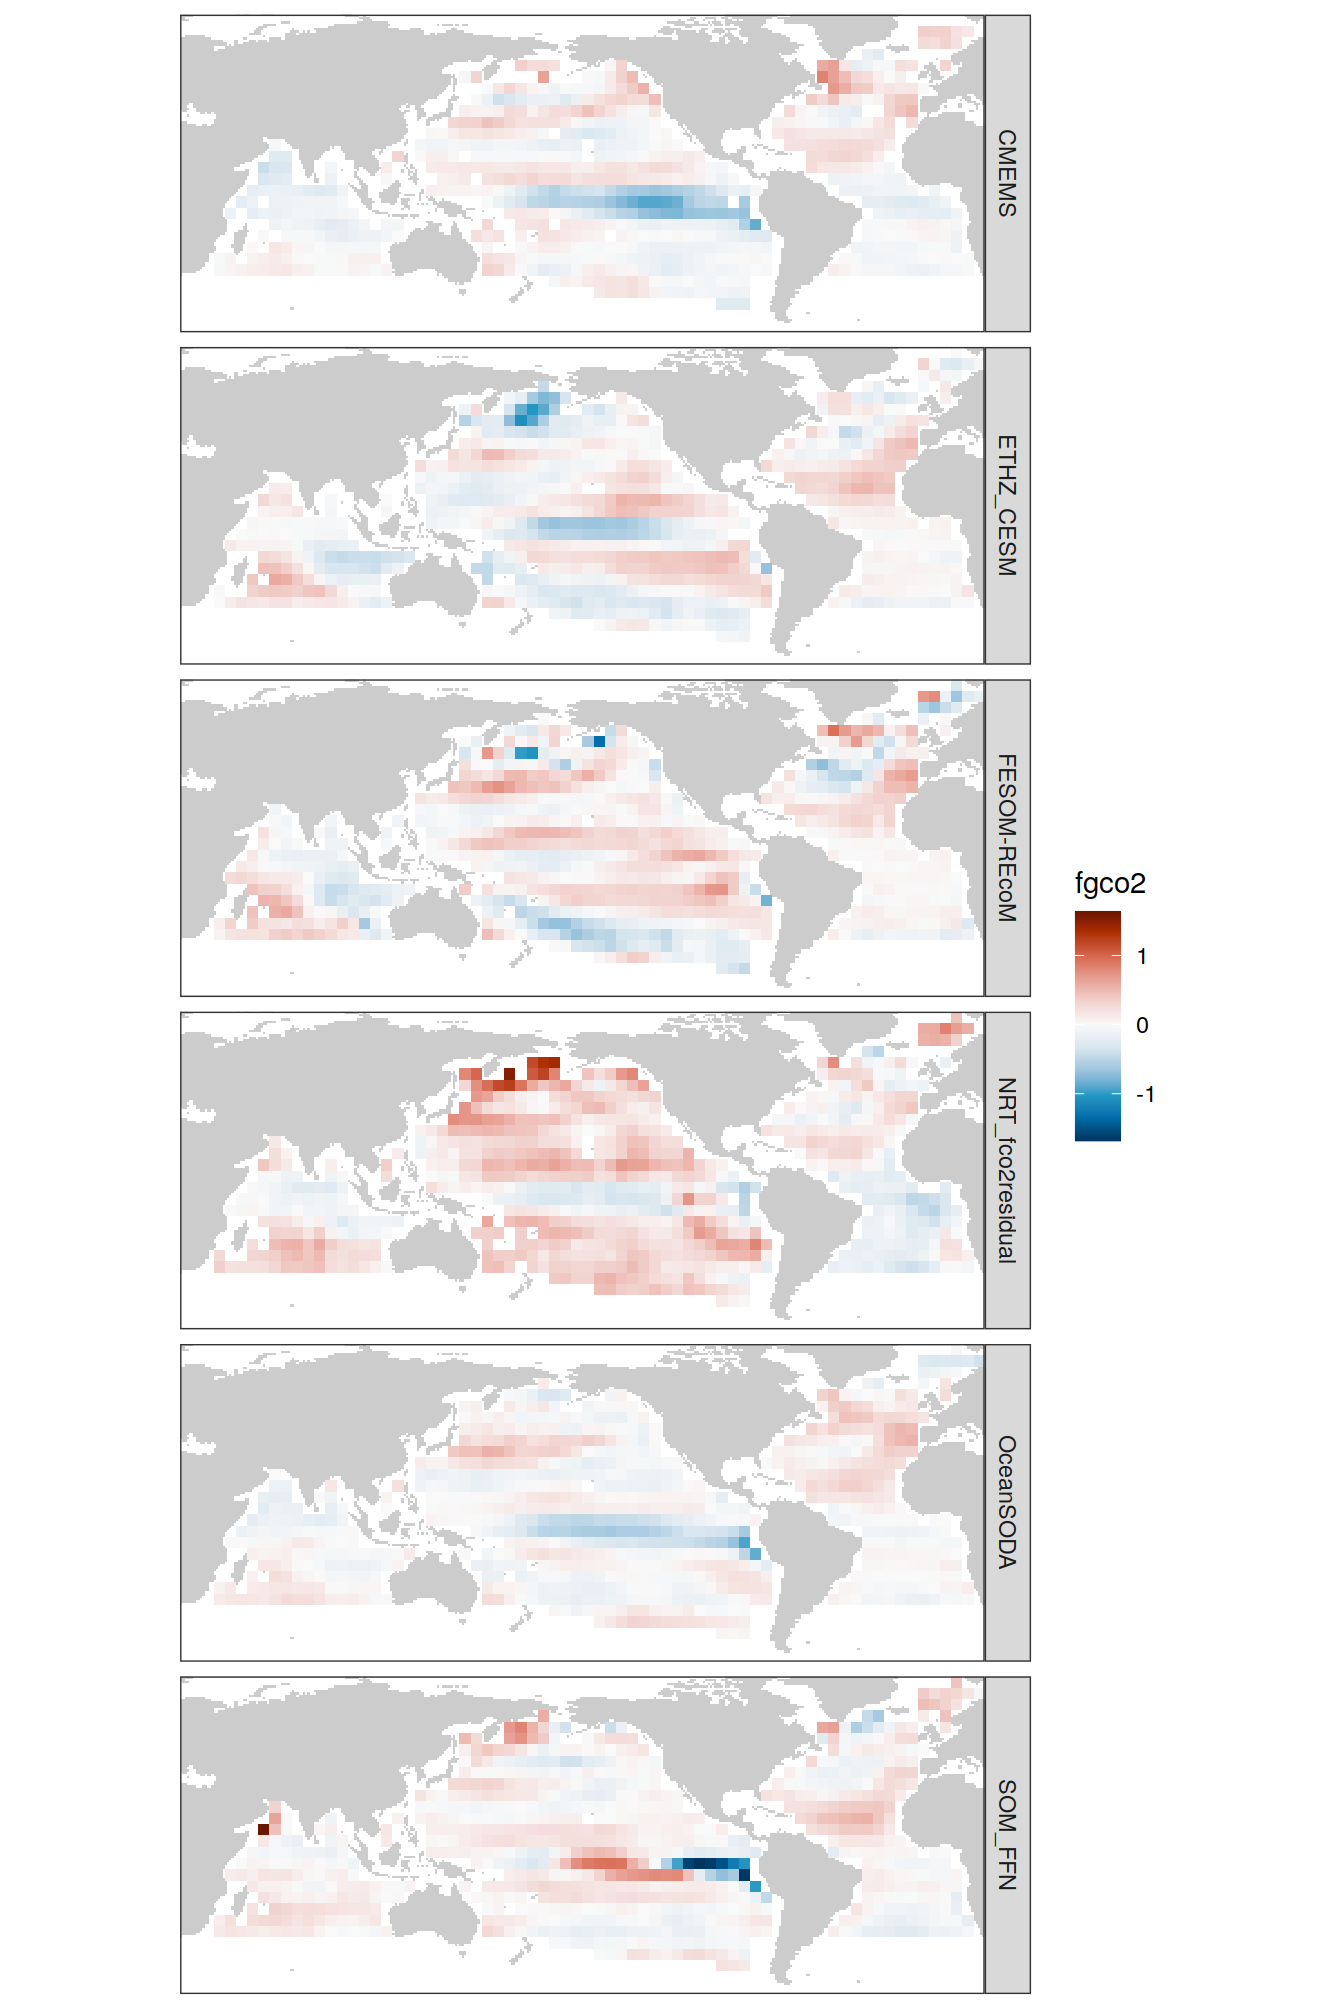 CMEMS
ETHZ_CESM
FESOM-REcoM
NRT_fco2residual
OceanSODA
SOM_FFN
fgco2
1
0
-1